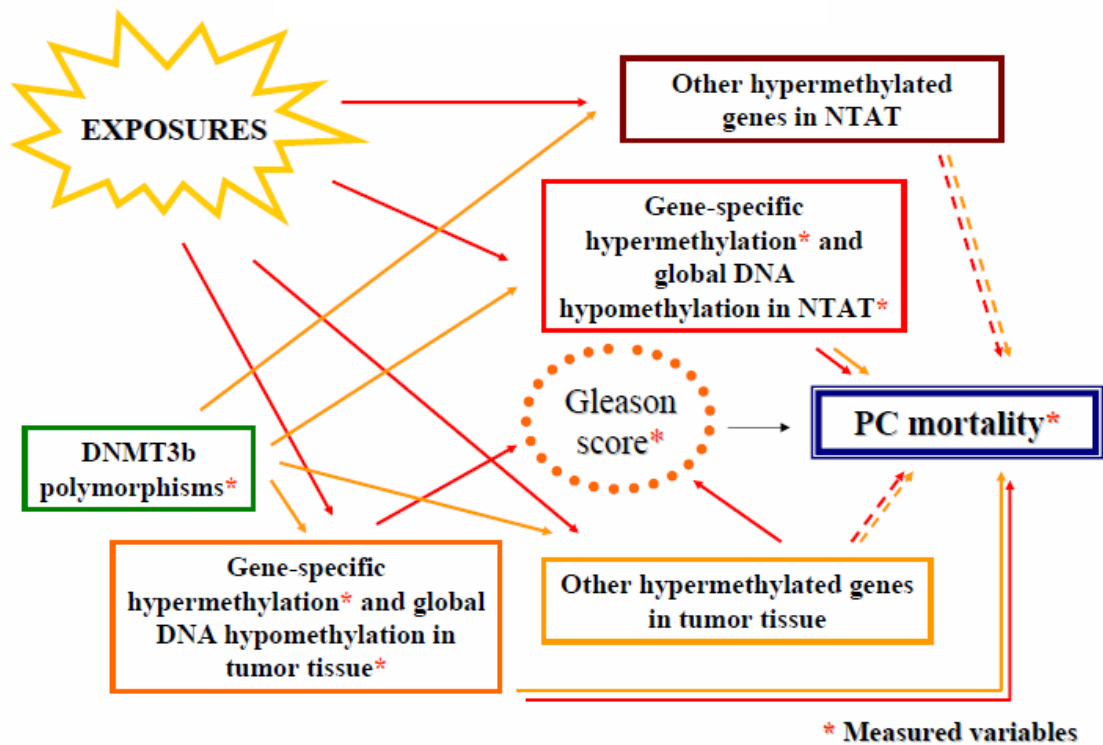 EXPOSURES
Other hypermethylated
genes in NTAT
Gene-specific
hypermethylation* and
global DNA
hypomethylation in NTAT*
Gleason
score*
PC mortality*
DNMT3b
polymorphisms*
Gene-specific
hypermethylation* and global
DNA hypomethylation in
tumor tissue*
Other hypermethylated genes
in tumor tissue
* Measured variables